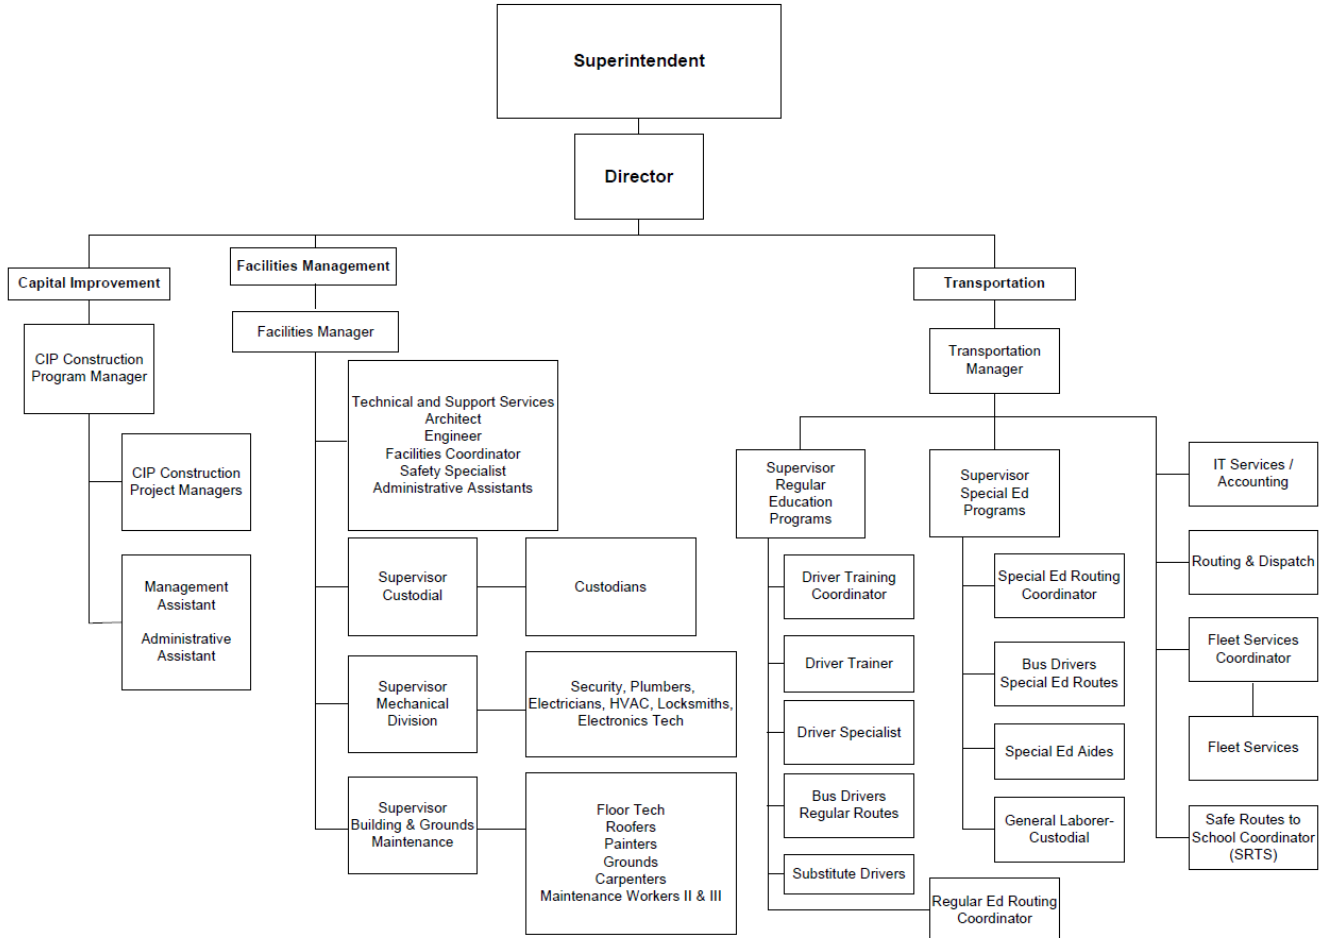 Superintendent
Director
Capital Improvement
CIP Construction
Program Manager
CIP Construction
Project Managers
Management
Assistant
Administrative
Assistant
Facilities Management
Facilities Manager
Technical and Support Services
Architect
Engineer
Facilities Coordinator
Safety Specialist
Administrative Assistants
Supervisor
Custodial
Custodians
Supervisor
Mechanical
Division
Security, Plumbers,
Electricians, HVAC, Locksmiths,
Electronics Tech
Supervisor
Building & Grounds
Maintenance
Floor Tech
Roofers
Painters
Grounds
Carpenters
Maintenance Workers II & III
Transportation
Transportation
Manager
Supervisor
Regular
Education
Programs
Driver Training
Coordinator
Driver Trainer
Driver Specialist
Bus Drivers
Regular Routes
Substitute Drivers
Regular Ed Routing
Coordinator
Supervisor
Special Ed
Programs
Special Ed Routing
Coordinator
Bus Drivers
Special Ed Routes
Special Ed Aides
General Laborer-
Custodial
IT Services /
Accounting
Routing & Dispatch
Fleet Services
Coordinator
Fleet Services
Safe Routes to
School Coordinator
(SRTS)